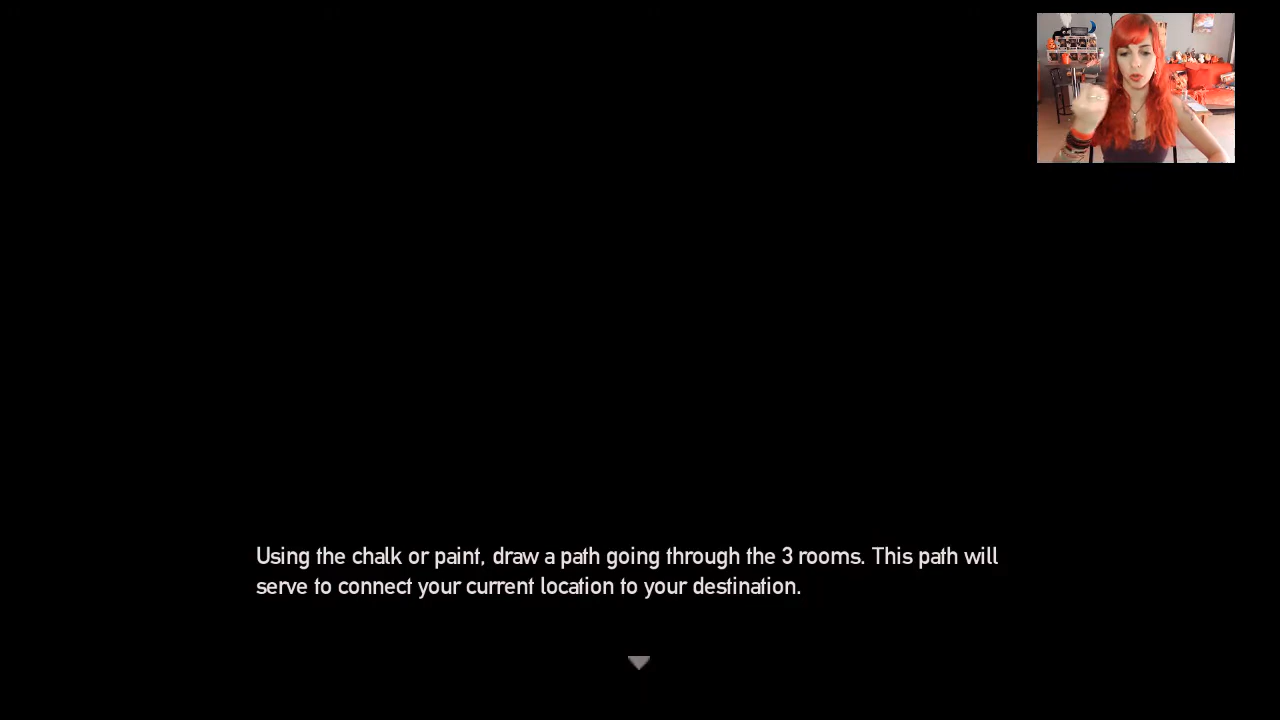 Using the chalk or paint, draw a path going through the 3 rooms. This path will
serve to connect your current location to your destination.